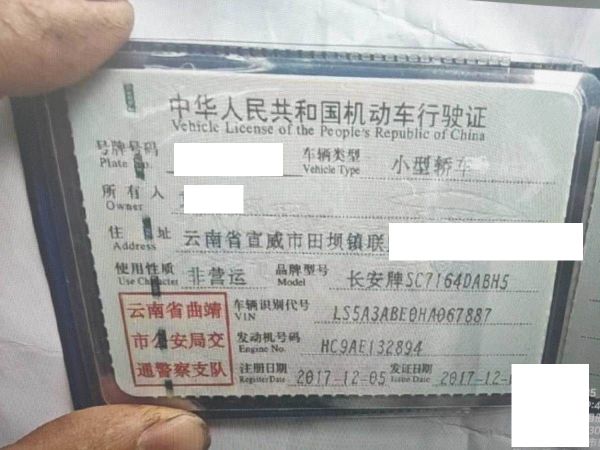 中华人民共和国机动车行驶证
Vehicle License of the People's Republic of China
号牌号码 车辆类型 小型轿车
Plate No. Vehicle Type
所有人
Owner
住址 云南省宣威市田坝镇联
Address
使用性质 非营运 品牌型号 长安牌SC7164DABH5
Use Character Model
云南省曲靖
市公安局交
通警察支队
车辆识别代号 LS5A3ABE0HA067887
VIN
发动机号码 HC9AE132894
Engine No.
注册日期 2017-12-05 发证日期 2017-12-
Register Date Issue Date